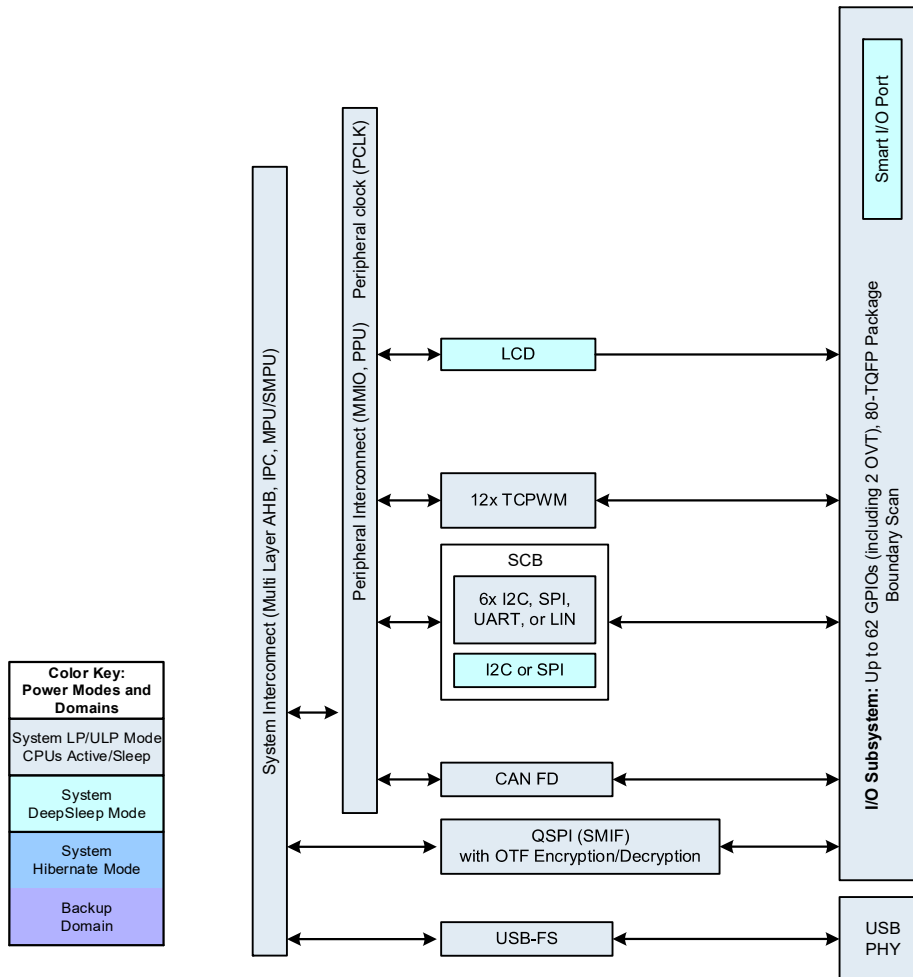 Smart I/O Port
Peripheral Interconnect (MMIO, PPU)   Peripheral clock (PCLK)
System Interconnect (Multi Layer AHB, IPC, MPU/SMPU)
LCD
12x TCPWM
SCB
6x I2C, SPI,
UART, or LIN
I2C or SPI
CAN FD
QSPI (SMIF)
with OTF Encryption/Decryption
USB-FS
I/O Subsystem: Up to 62 GPIOs (including 2 OVT), 80-TQFP Package
Boundary Scan
USB
PHY
Color Key:
Power Modes and
Domains
System LP/ULP Mode
CPUs Active/Sleep
System
DeepSleep Mode
System
Hibernate Mode
Backup
Domain